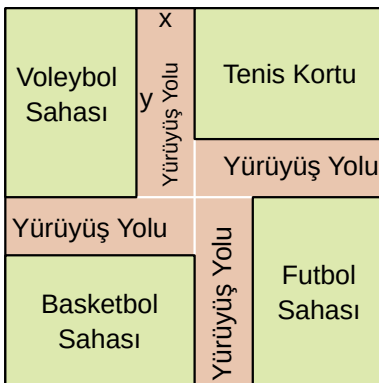 x
Voleybol
Sahası
y
Yürüyüş Yolu
Tenis Kortu
Yürüyüş Yolu
Yürüyüş Yolu
Basketbol
Sahası
Yürüyüş Yolu
Futbol
Sahası